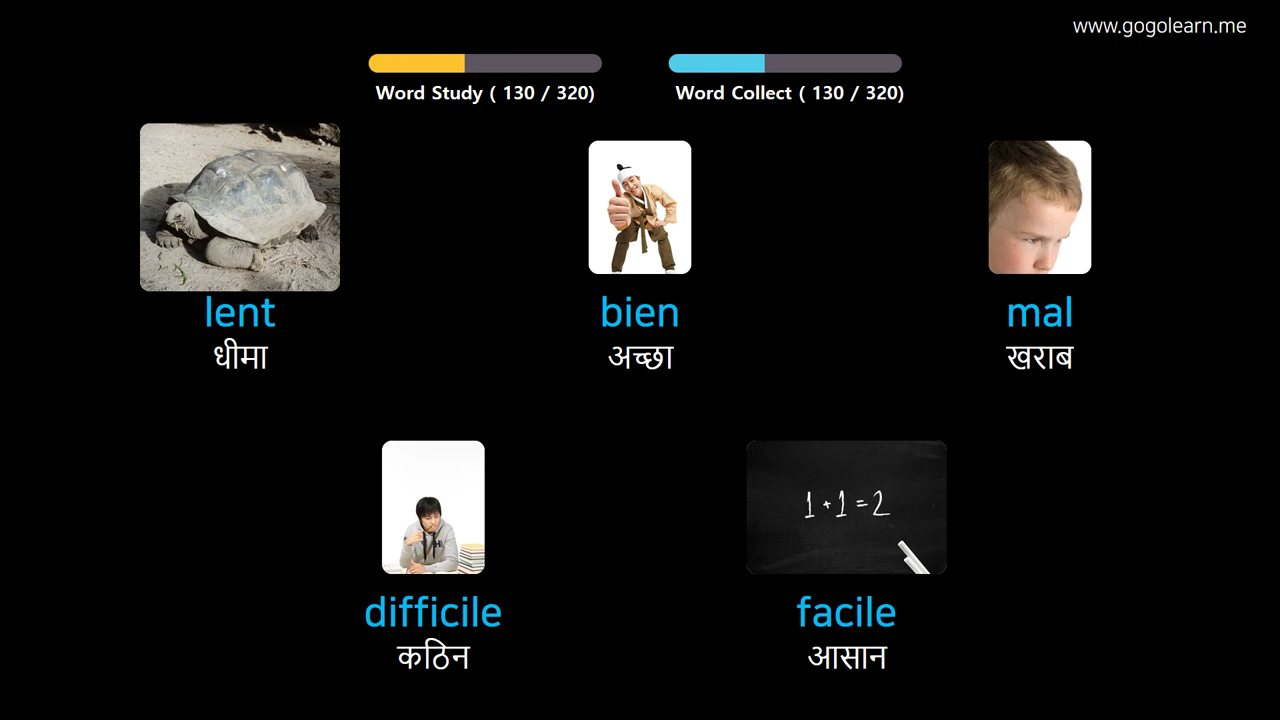 www.gogolearn.me
Word Study ( 130 / 320)
Word Collect ( 130 / 320)
lent
धीमा
bien
अच्छा
mal
खराब
1 + 1 = 2
difficile
कठिन
facile
आसान